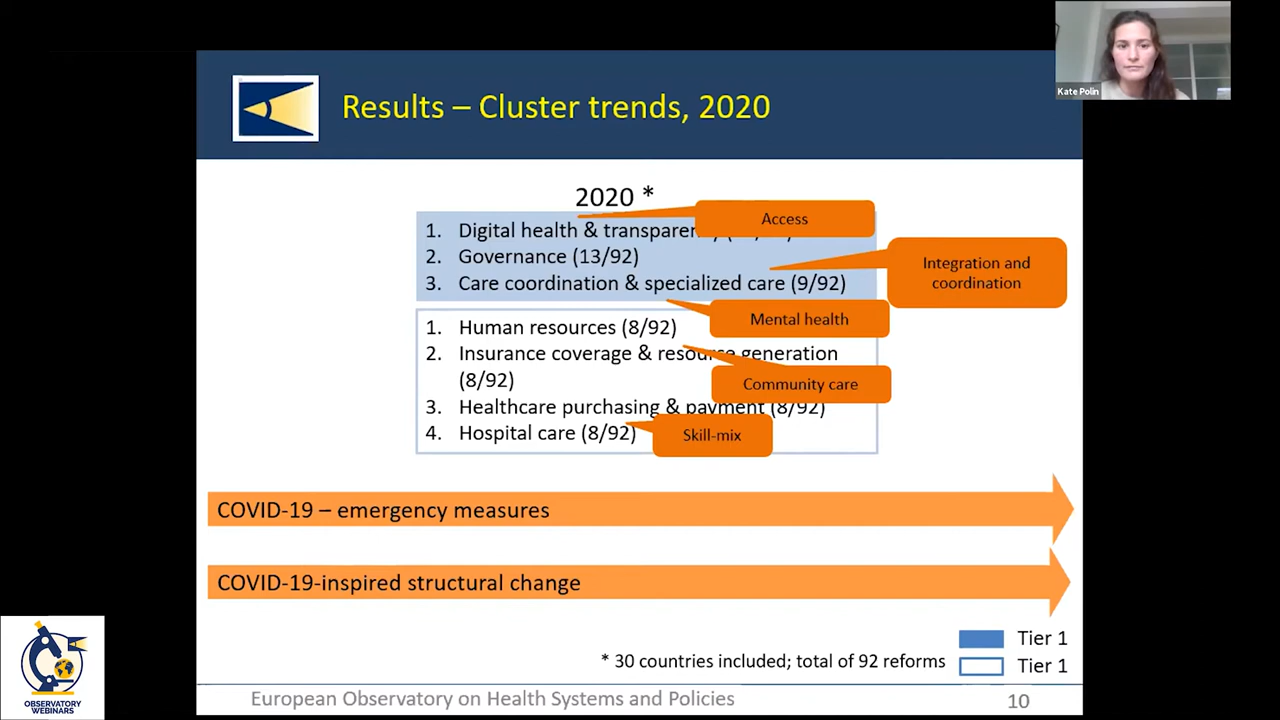 Kate Polin
Results – Cluster trends, 2020
2020 *
1. Digital health &
Access
2. Governance (13/92)
3. Care coordination & specialized care (9/92)
Integration and
coordination
Mental health
1. Human resources (8/92)
2. Insurance coverage & resource generation
(8/92)
Community care
3. Healthcare purchasing & payment (8/92)
4. Hospital care (8/92)
Skill-mix
COVID-19 – emergency measures
COVID-19-inspired structural change
Tier 1
* 30 countries included; total of 92 reforms
Tier 1
European Observatory on Health Systems and Policies
10
OBSERVATORY
WEBINARS